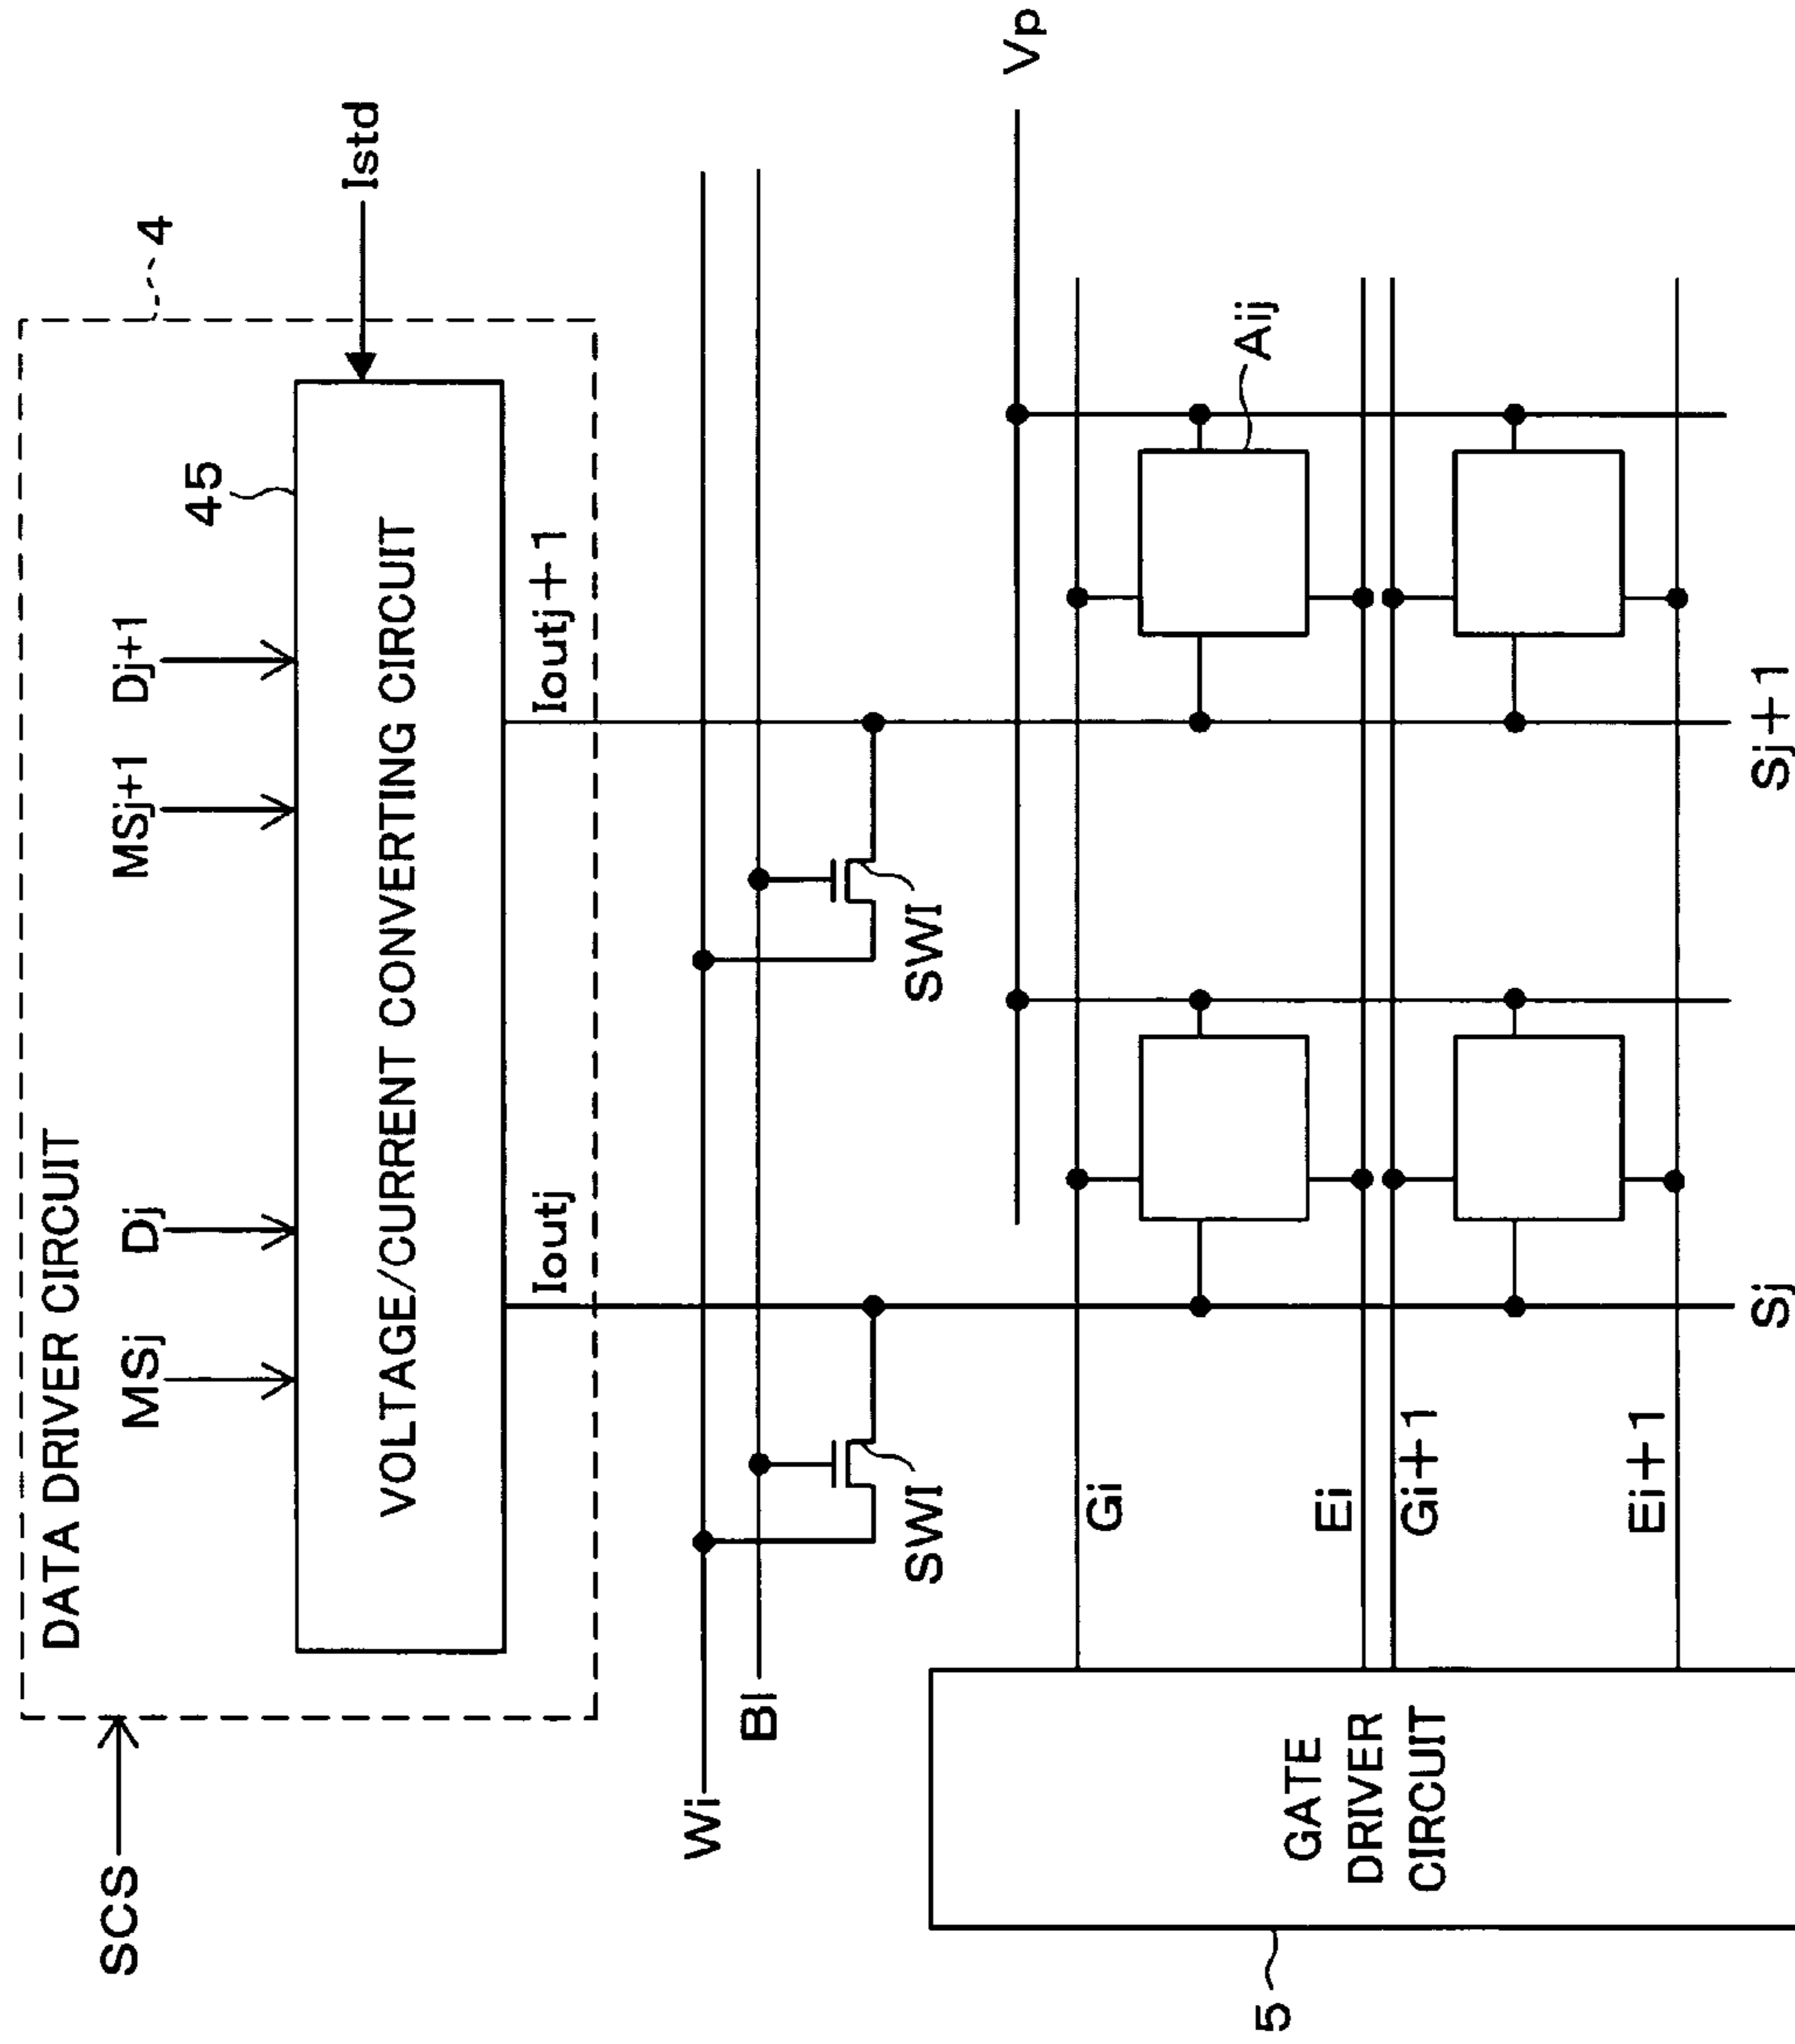 SCS
DATA DRIVER CIRCUIT
4
MSj
Dj
MSj+1
Dj+1
45
VOLTAGE/CURRENT CONVERTING CIRCUIT
Istd
Ioutj
Ioutj+1
Wi
BI
SWI
SWI
Vp
Gi
Aij
Ei
Gi+1
Ei+1
GATE
DRIVER
CIRCUIT
5
Sj
Sj+1